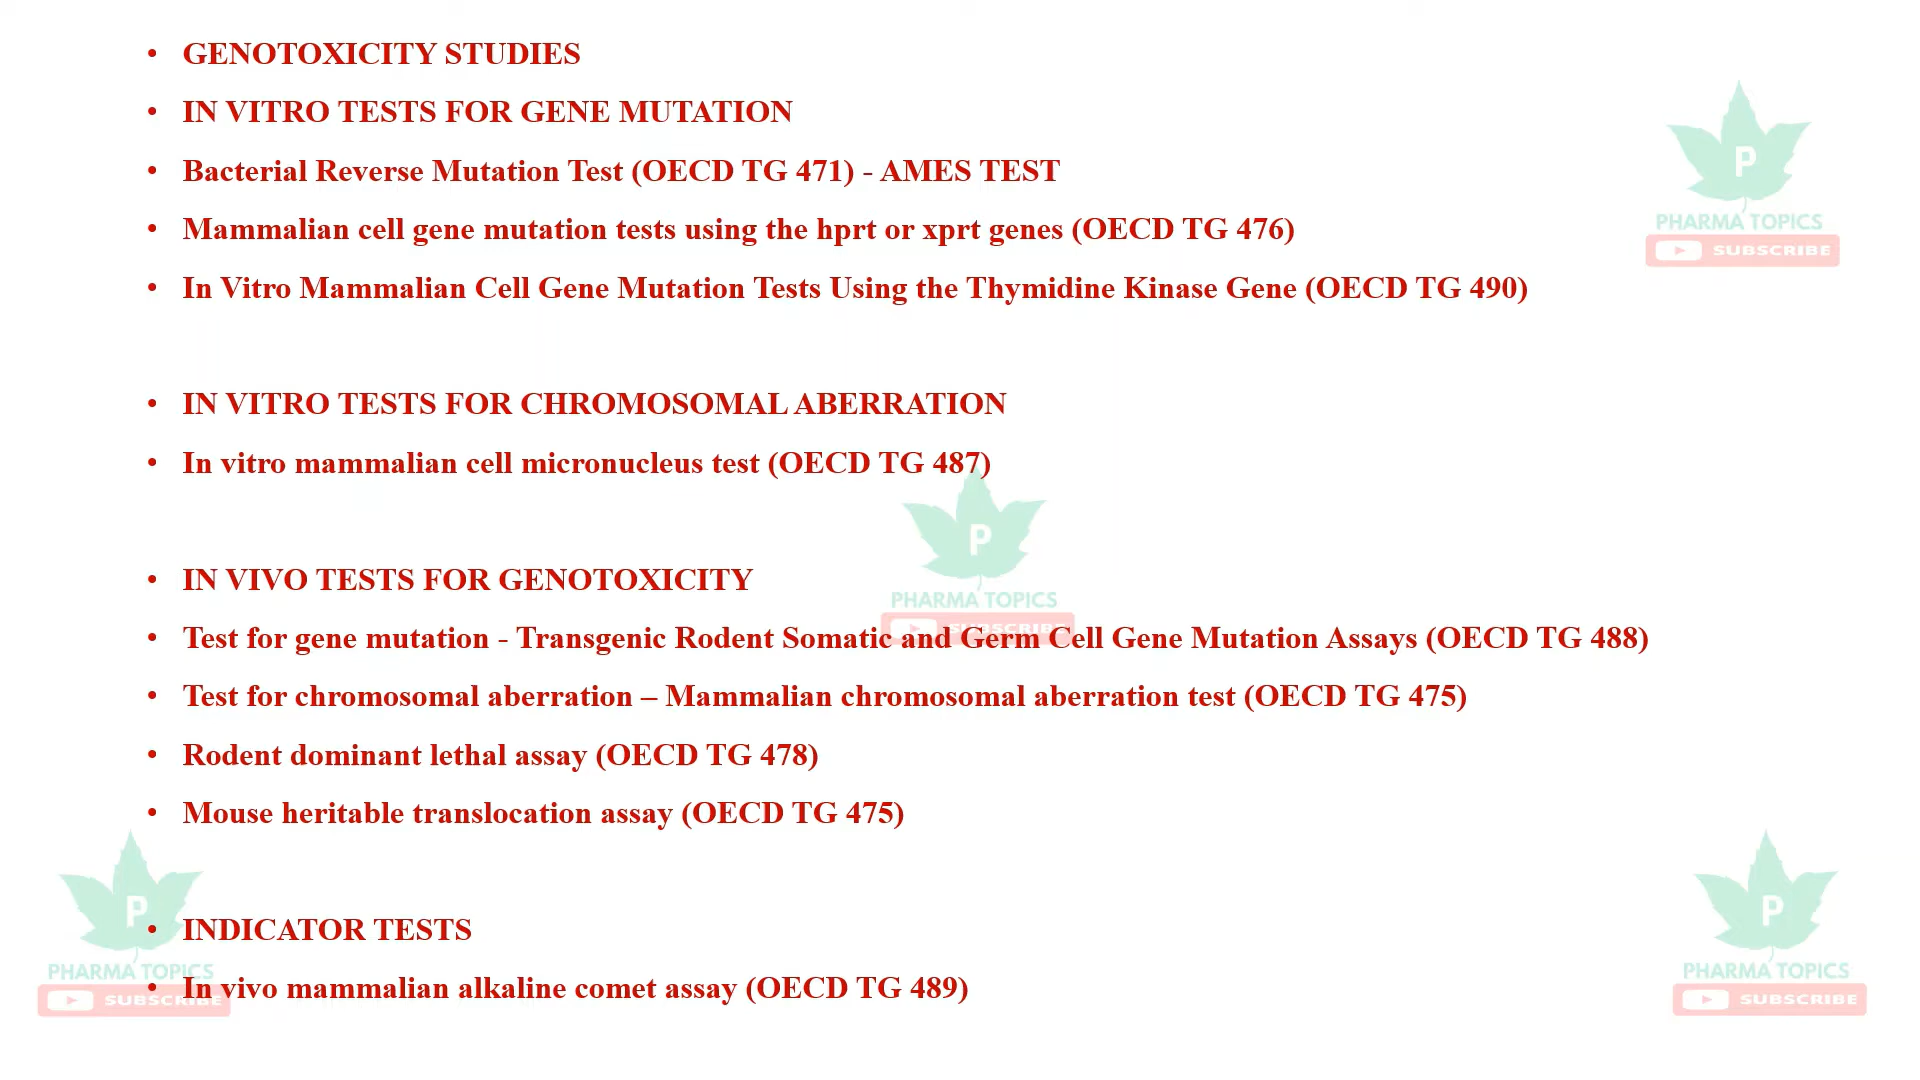 • GENOTOXICITY STUDIES
• IN VITRO TESTS FOR GENE MUTATION
• Bacterial Reverse Mutation Test (OECD TG 471) - AMES TEST
• Mammalian cell gene mutation tests using the hprt or xprt genes (OECD TG 476)
• In Vitro Mammalian Cell Gene Mutation Tests Using the Thymidine Kinase Gene (OECD TG 490)
P
PHARMA TOPICS
SUBSCRIBE
• IN VITRO TESTS FOR CHROMOSOMAL ABERRATION
• In vitro mammalian cell micronucleus test (OECD TG 487)
P
PHARMA TOPICS
SUBSCRIBE
• IN VIVO TESTS FOR GENOTOXICITY
• Test for gene mutation - Transgenic Rodent Somatic and Germ Cell Gene Mutation Assays (OECD TG 488)
• Test for chromosomal aberration – Mammalian chromosomal aberration test (OECD TG 475)
• Rodent dominant lethal assay (OECD TG 478)
• Mouse heritable translocation assay (OECD TG 475)
• INDICATOR TESTS
• In vivo mammalian alkaline comet assay (OECD TG 489)
P
PHARMA TOPICS
SUBSCRIBE
P
PHARMA TOPICS
SUBSCRIBE